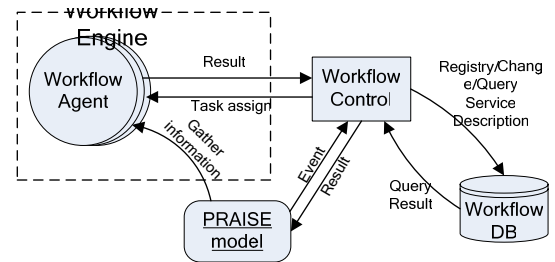 Workflow
Engine
Workflow
Agent
Result
Task assign
Workflow
Control
Registry/Chang
e/Query
Service
Description
Gather
information
Event
Result
Query
Result
PRAISE
model
Workflow
DB